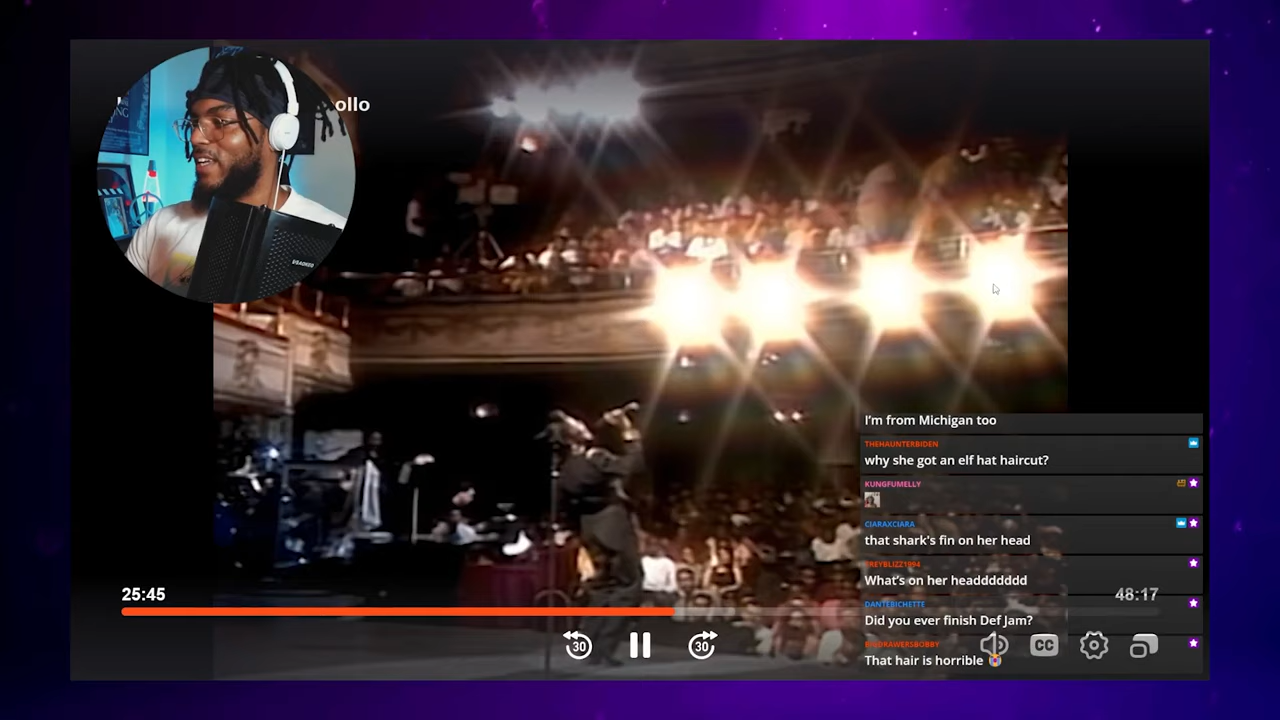 ollo
I'm from Michigan too
THEHAUNTERBIDEN
why she got an elf hat haircut?
KUNGFUMELLY
CIARAXCIARA
that shark's fin on her head
TREYBLIZZ1994
What's on her headddddddd
DANTEBICHETTE
Did you ever finish Def Jam?
That hair is horrible
25:45
48:17
30
30
CC